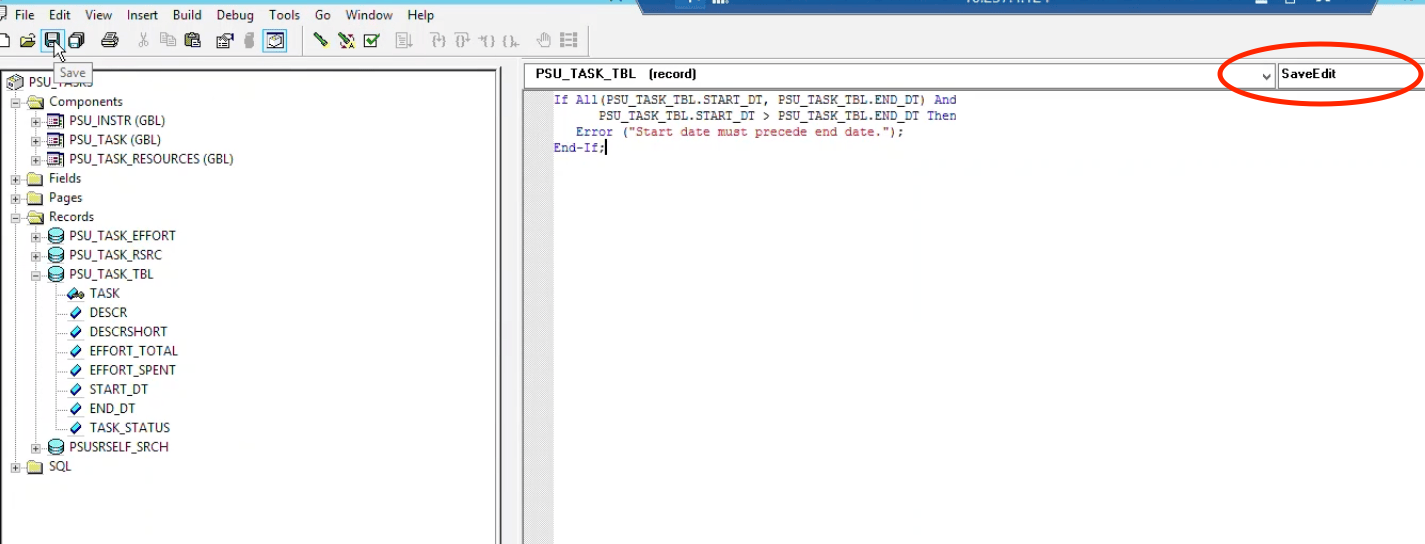 File Edit View Insert Build Debug Tools Go Window Help
Save
Components
PSU_INSTR (GBL)
PSU_TASK (GBL)
PSU_TASK_RESOURCES (GBL)
Fields
Pages
Records
PSU_TASK_EFFORT
PSU_TASK_RSRC
PSU_TASK_TBL
TASK
DESCR
DESCRSHORT
EFFORT_TOTAL
EFFORT_SPENT
START_DT
END_DT
TASK_STATUS
PSUSRSELF_SRCH
SQL
PSU_TASK_TBL (record)
SaveEdit
If All(PSU_TASK_TBL.START_DT, PSU_TASK_TBL.END_DT) And
PSU_TASK_TBL.START_DT > PSU_TASK_TBL.END_DT Then
Error ("Start date must precede end date.");
End-If;